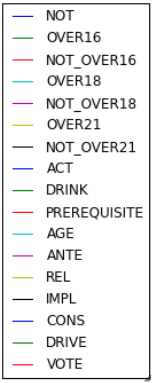 NOT
OVER16
NOT_OVER16
OVER18
NOT_OVER18
OVER21
NOT_OVER21
ACT
DRINK
PREREQUISITE
AGE
ANTE
REL
IMPL
CONS
DRIVE
VOTE